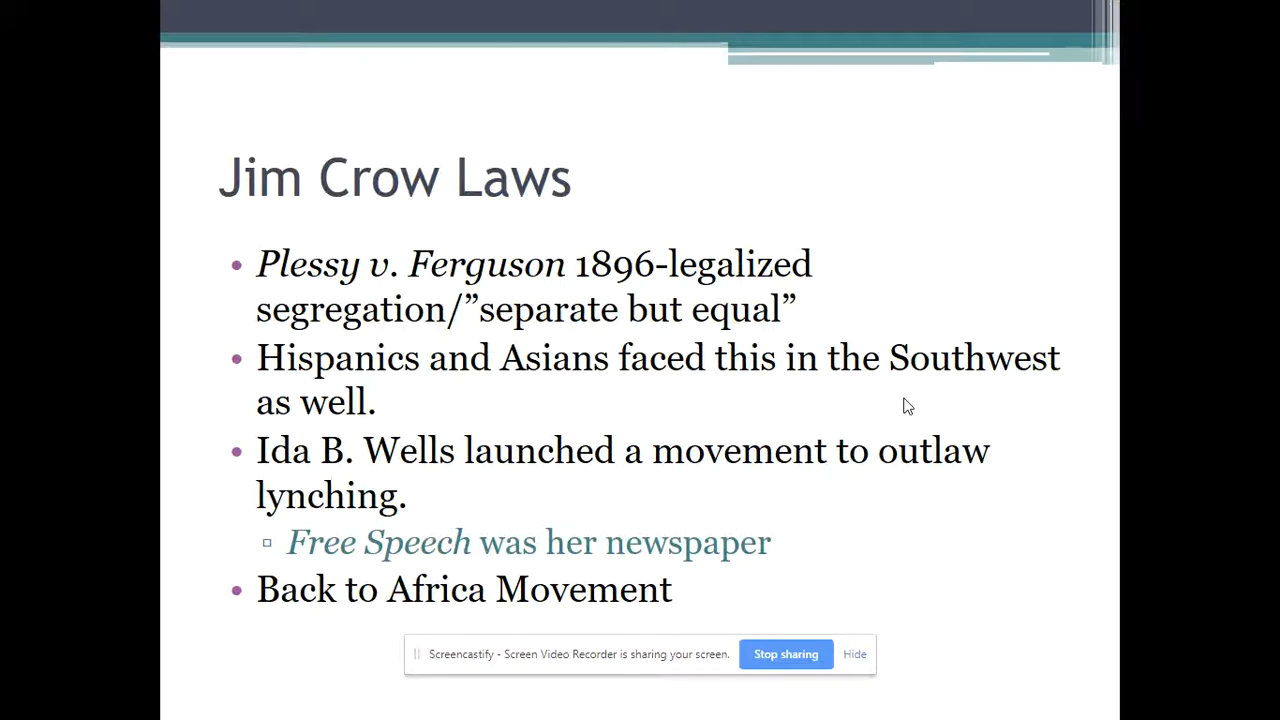 Jim Crow Laws
• Plessy v. Ferguson 1896-legalized
segregation/”separate but equal”
• Hispanics and Asians faced this in the Southwest
as well.
• Ida B. Wells launched a movement to outlaw
lynching.
▫ Free Speech was her newspaper
• Back to Africa Movement
Screencastify - Screen Video Recorder is sharing your screen. Stop sharing Hide